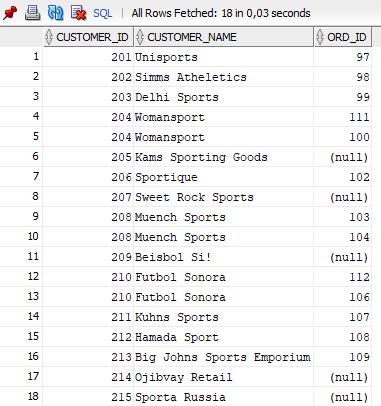 SQL | All Rows Fetched: 18 in 0,03 seconds
CUSTOMER_ID CUSTOMER_NAME ORD_ID
1 201 Unisports 97
2 202 Simms Atheletics 98
3 203 Delhi Sports 99
4 204 Womansport 111
5 204 Womansport 100
6 205 Kams Sporting Goods (null)
7 206 Sportique 102
8 207 Sweet Rock Sports (null)
9 208 Muench Sports 103
10 208 Muench Sports 104
11 209 Beisbol Si! (null)
12 210 Futbol Sonora 112
13 210 Futbol Sonora 106
14 211 Kuhns Sports 107
15 212 Hamada Sport 108
16 213 Big Johns Sports Emporium 109
17 214 Ojibvay Retail (null)
18 215 Sporta Russia (null)